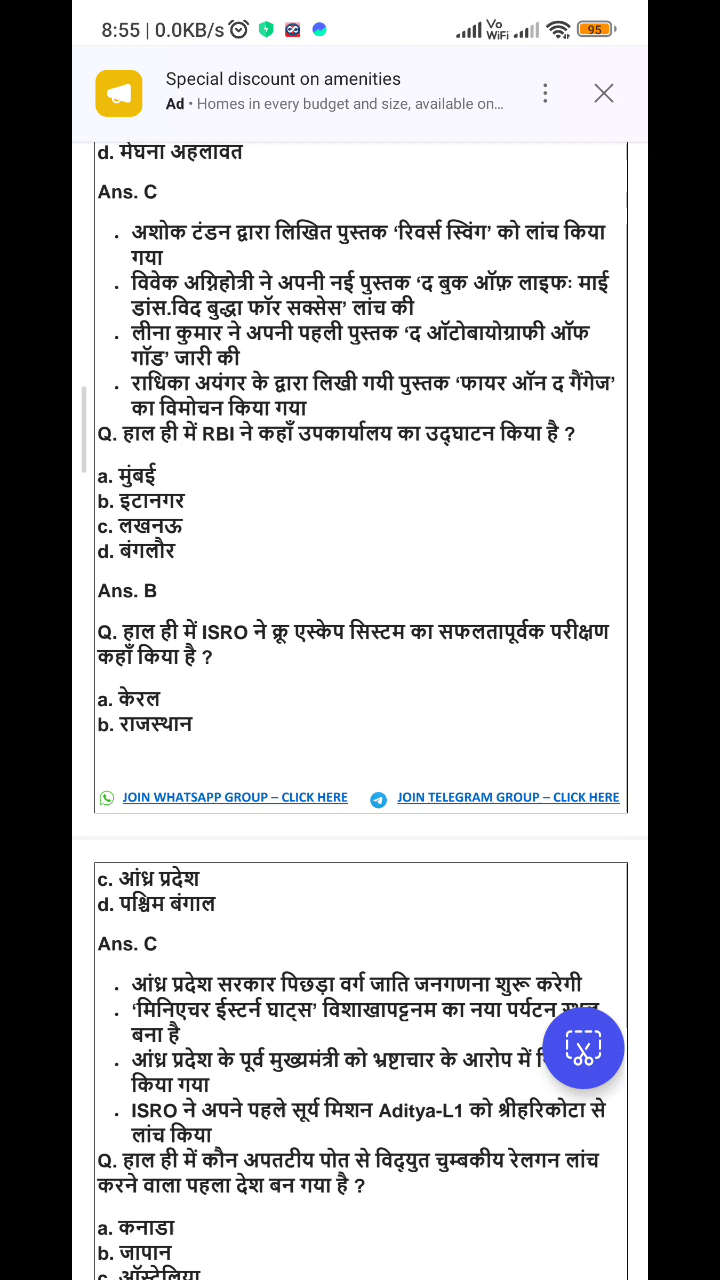 8:55 | 0.0KB/s
Vo
WiFi
95
Special discount on amenities
Ad • Homes in every budget and size, available on...
d. मेघना अहलावत
Ans. C
• अशोक टंडन द्वारा लिखित पुस्तक ‘रिवर्स स्विंग’ को लांच किया
गया
• विवेक अग्निहोत्री ने अपनी नई पुस्तक ‘द बुक ऑफ़ लाइफः माई
डांस.विद बुद्धा फॉर सक्सेस’ लांच की
• लीना कुमार ने अपनी पहली पुस्तक ‘द ऑटोबायोग्राफी ऑफ
गॉड’ जारी की
• राधिका अयंगर के द्वारा लिखी गयी पुस्तक ‘फायर ऑन द गैंगेज’
का विमोचन किया गया
Q. हाल ही में RBI ने कहाँ उपकार्यालय का उद्घाटन किया है ?
a. मुंबई
b. इटानगर
c. लखनऊ
d. बंगलौर
Ans. B
Q. हाल ही में ISRO ने क्रू एस्केप सिस्टम का सफलतापूर्वक परीक्षण
कहाँ किया है ?
a. केरल
b. राजस्थान
JOIN WHATSAPP GROUP – CLICK HERE JOIN TELEGRAM GROUP – CLICK HERE
c. आंध्र प्रदेश
d. पश्चिम बंगाल
Ans. C
• आंध्र प्रदेश सरकार पिछड़ा वर्ग जाति जनगणना शुरू करेगी
• ‘मिनिएचर ईस्टर्न घाट्स’ विशाखापट्टनम का नया पर्यटन स्थल
बना है
• आंध्र प्रदेश के पूर्व मुख्यमंत्री को भ्रष्टाचार के आरोप में
किया गया
• ISRO ने अपने पहले सूर्य मिशन Aditya-L1 को श्रीहरिकोटा से
लांच किया
Q. हाल ही में कौन अपतटीय पोत से विद्युत चुम्बकीय रेलगन लांच
करने वाला पहला देश बन गया है ?
a. कनाडा
b. जापान
c. ऑस्ट्रेलिया